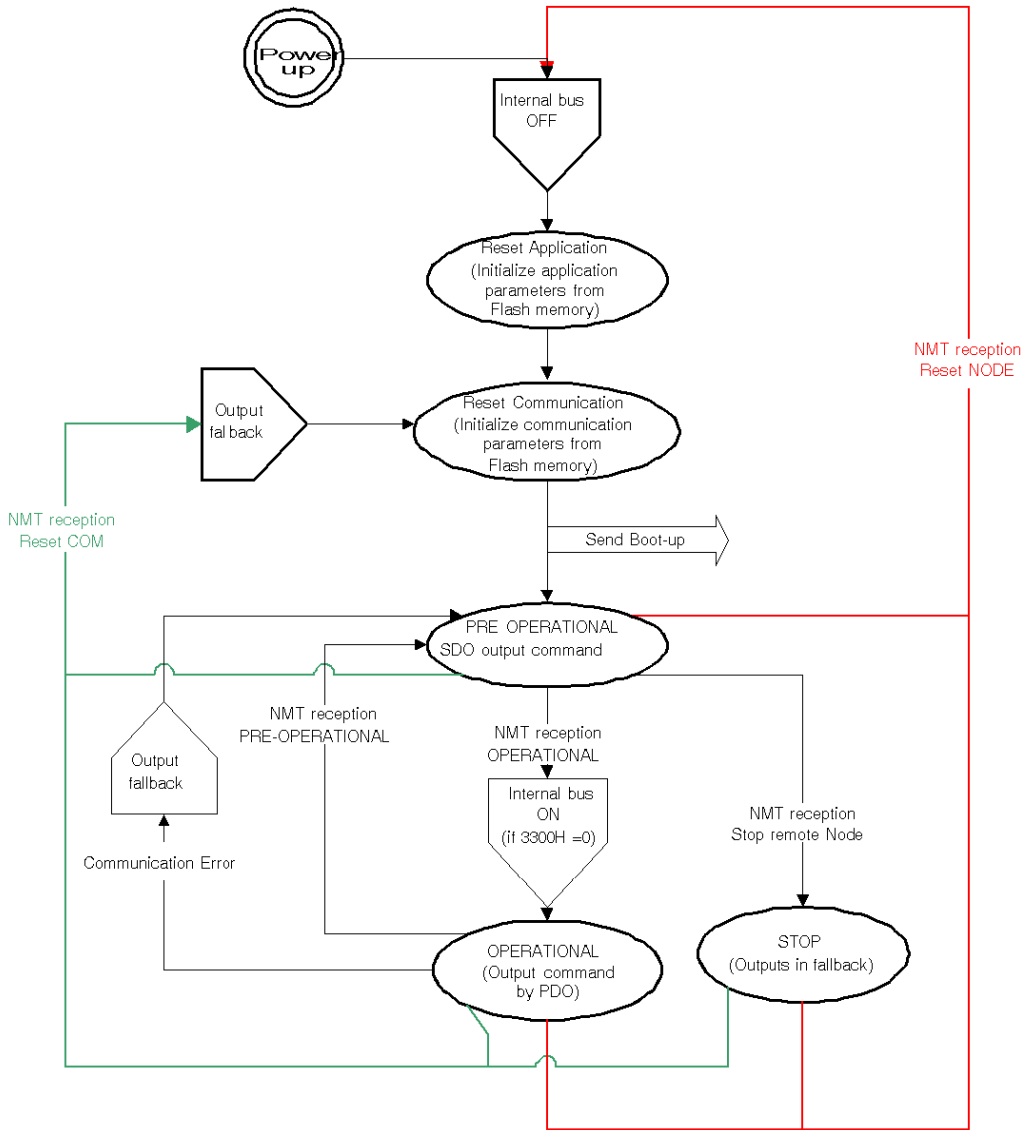 Power
up
Internal bus
OFF
Reset Application
(Initialize application
parameters from
Flash memory)
NMT reception
Reset NODE
Output
fal back
Reset Communication
(Initialize communication
parameters from
Flash memory)
NMT reception
Reset COM
Send Boot-up
PRE OPERATIONAL
SDO output command
NMT reception
PRE-OPERATIONAL
NMT reception
OPERATIONAL
Output
fallback
Internal bus
ON
(if 3300H =0)
NMT reception
Stop remote Node
Communication Error
OPERATIONAL
(Output command
by PDO)
STOP
(Outputs in fallback)